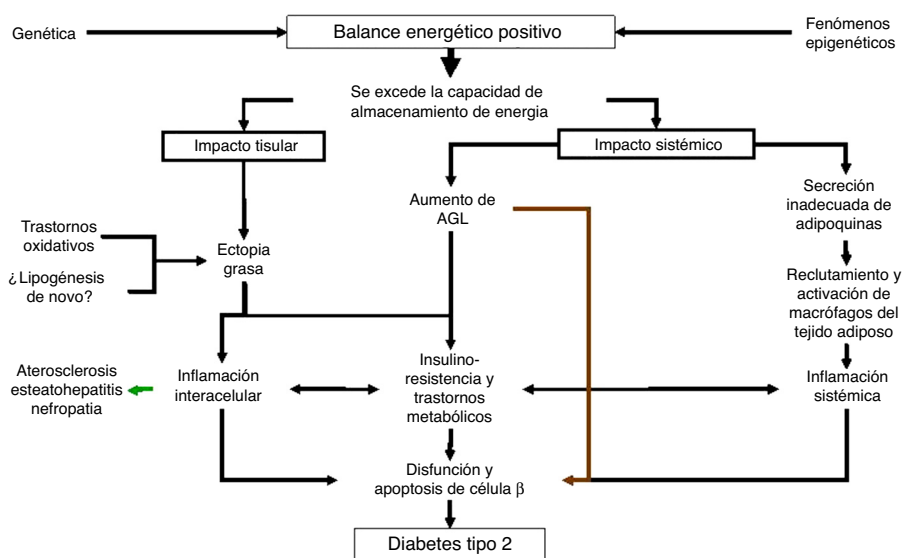 Genética
Balance energético positivo
Fenómenos
epigenéticos
Se excede la capacidad de
almacenamiento de energia
Impacto tisular
Impacto sistémico
Aumento de
AGL
Secreción
inadecuada de
adipoquinas
Trastornos
oxidativos
¿Lipogénesis
de novo?
Ectopia
grasa
Reclutamiento y
activación de
macrófagos del
tejido adiposo
Aterosclerosis
esteatohepatitis
nefropatia
Inflamación
interacelular
Insulino-
resistencia y
trastornos
metabólicos
Inflamación
sistémica
Disfunción y
apoptosis de célula β
Diabetes tipo 2